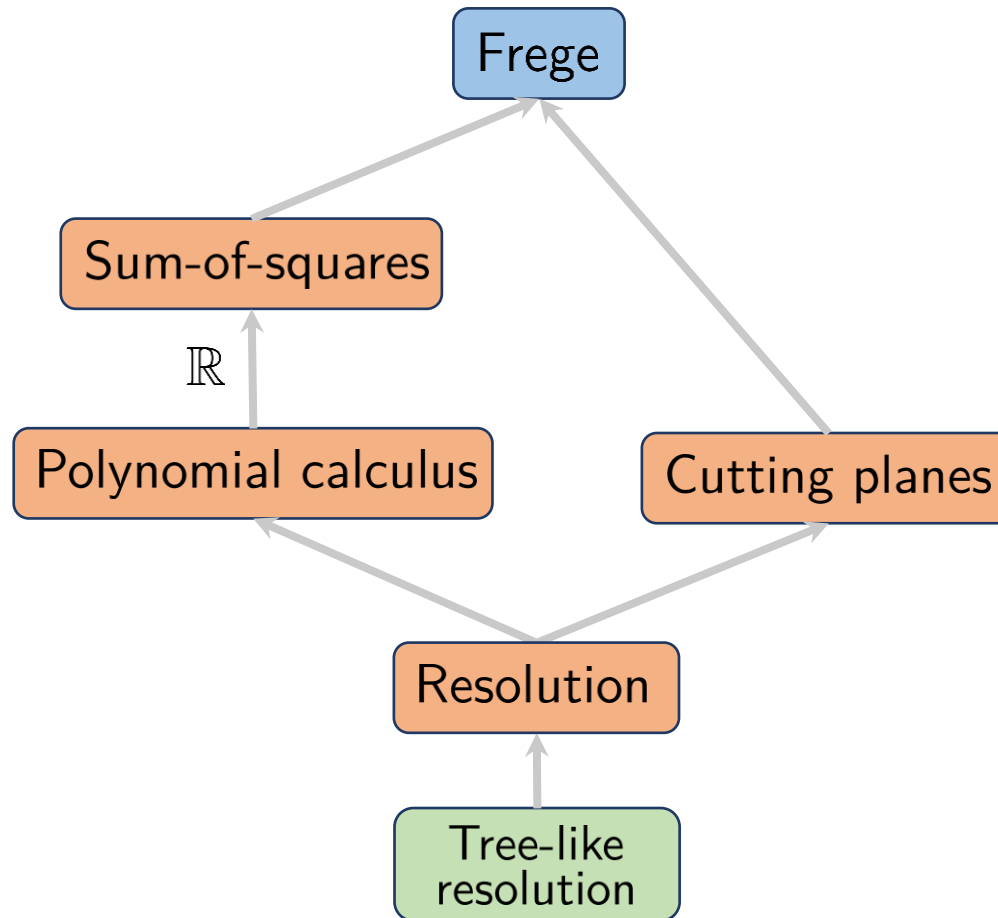 Frege
Sum-of-squares
ℝ
Polynomial calculus
Cutting planes
Resolution
Tree-like
resolution